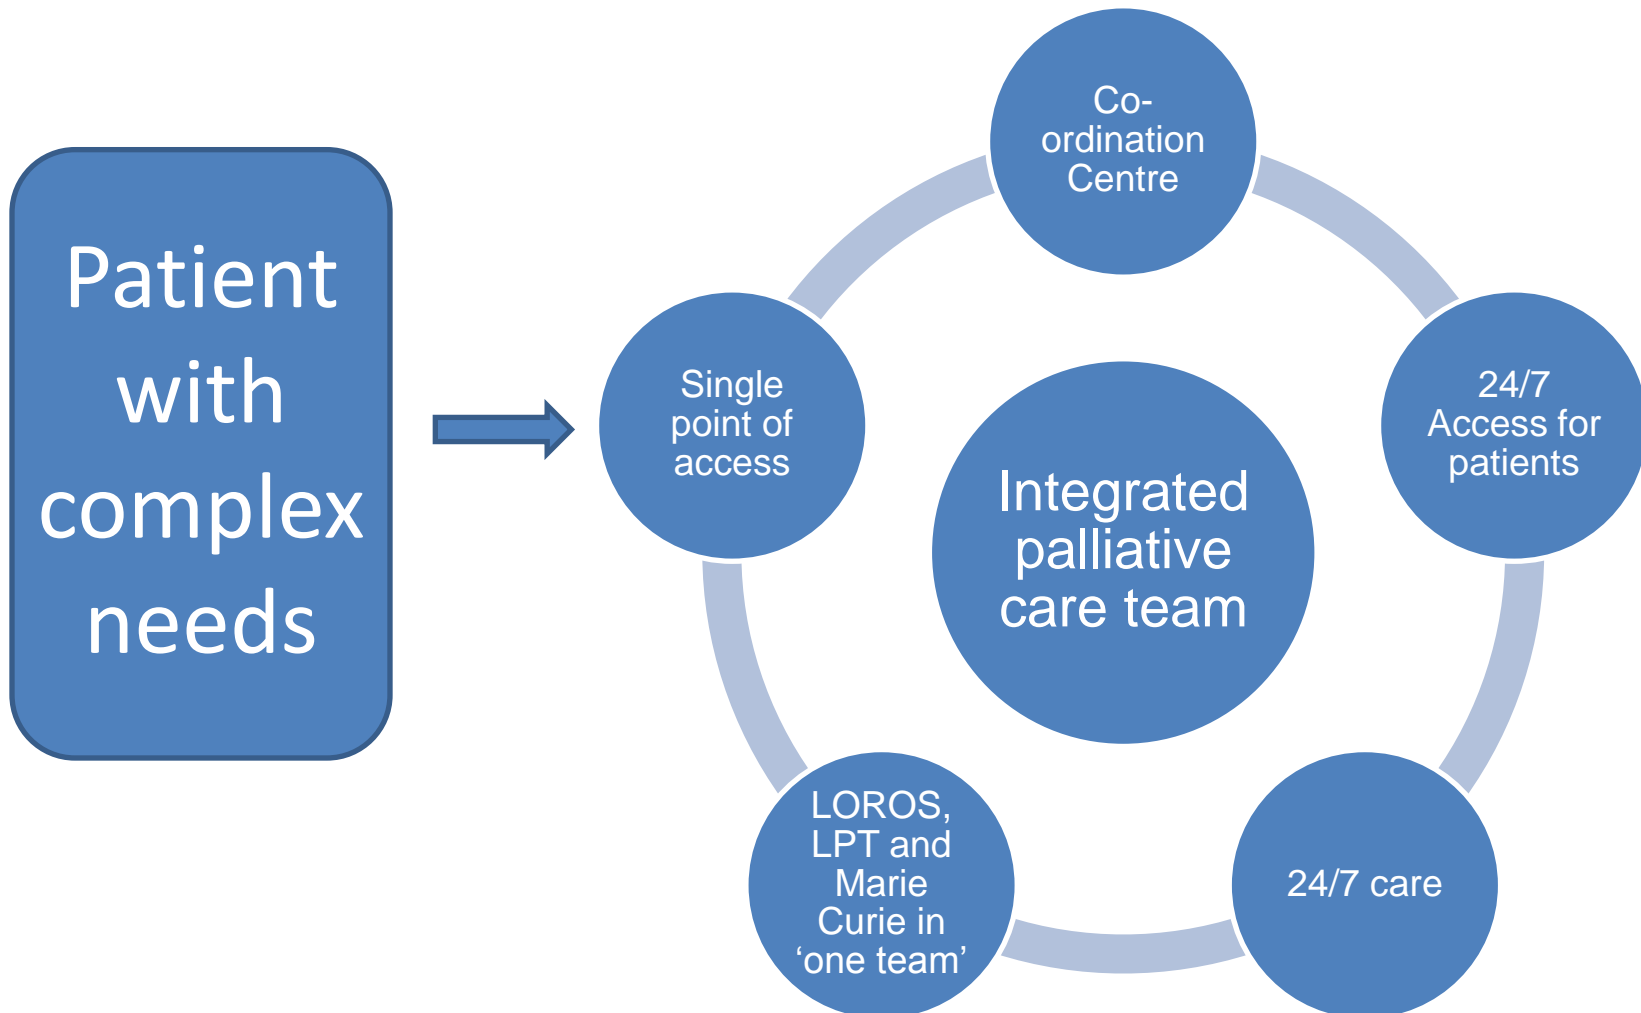 Patient
with
complex
needs
Co-
ordination
Centre
Single
point of
access
24/7
Access for
patients
Integrated
palliative
care team
LOROS,
LPT and
Marie
Curie in
‘one team’
24/7 care